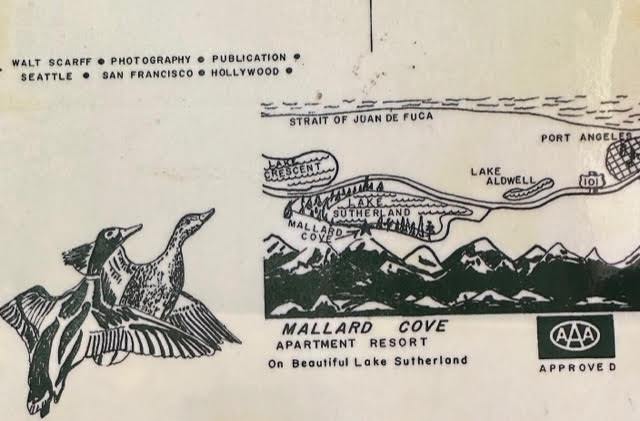 WALT SCARFF • PHOTOGRAPHY • PUBLICATION •
SEATTLE • SAN FRANCISCO • HOLLYWOOD •
STRAIT OF JUAN DE FUCA
PORT ANGELES
LAKE
CRESCENT
LAKE
ALDWELL
101
LAKE
SUTHERLAND
MALLARD
COVE
MALLARD COVE
APARTMENT RESORT
On Beautiful Lake Sutherland
AAA
APPROVED